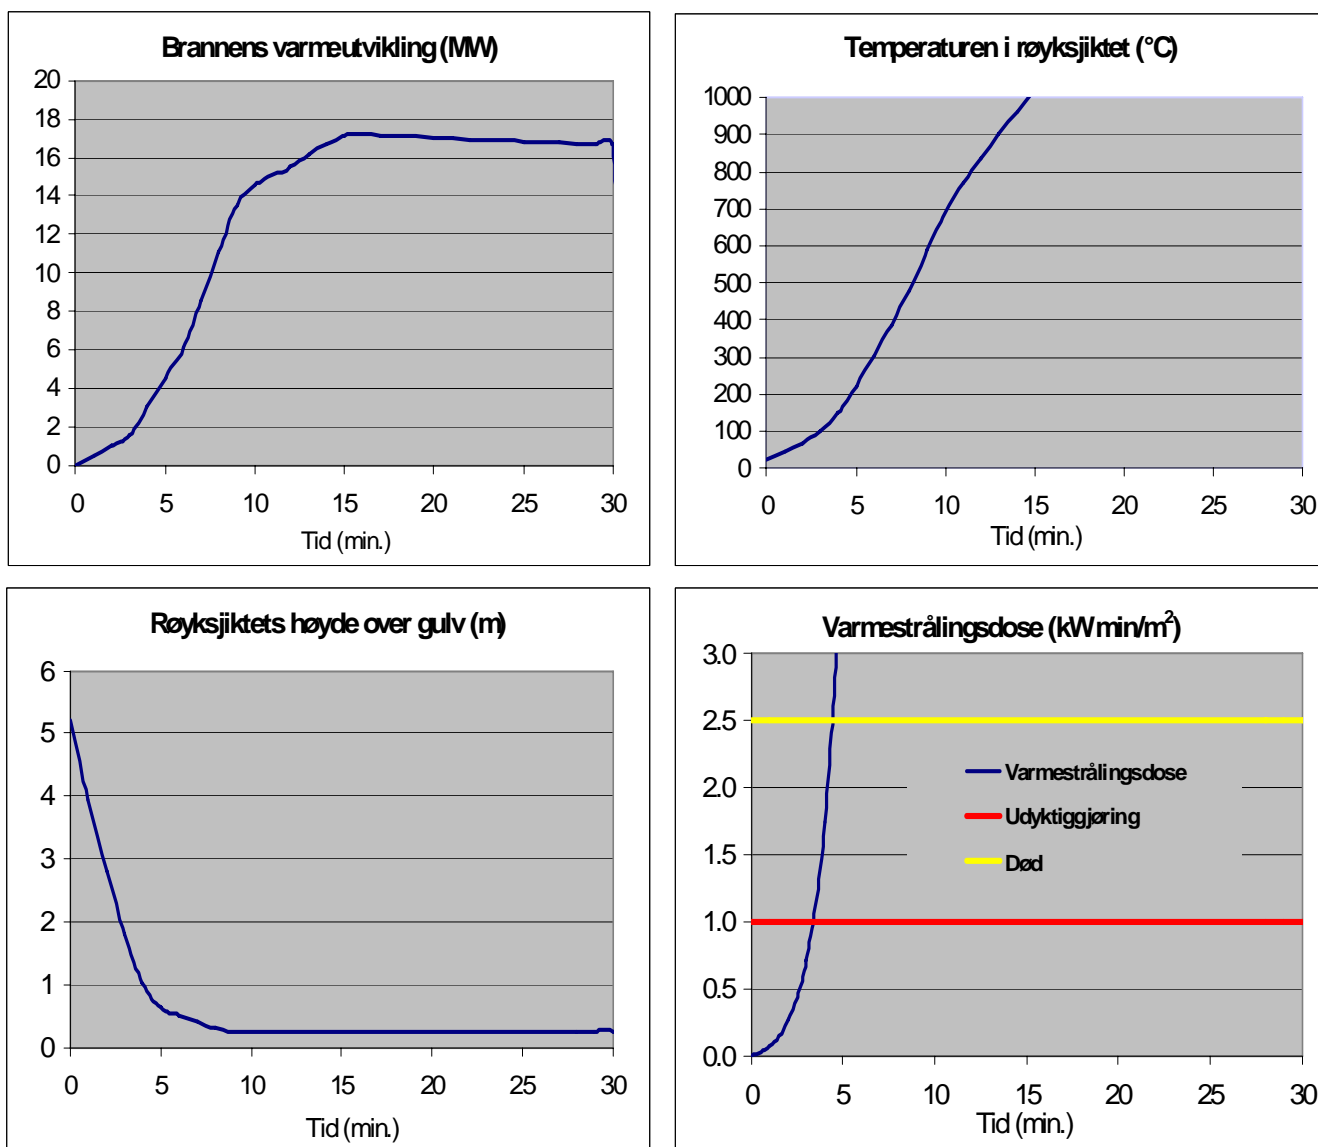 Brannens varmeutvikling (MW)
20
18
16
14
12
10
8
6
4
2
0
0 5 10 15 20 25 30
Tid (min.)
Temperaturen i røyksjiktet (°C)
1000
900
800
700
600
500
400
300
200
100
0
0 5 10 15 20 25 30
Tid (min.)
Røyksjiktets høyde over gulv (m)
6
5
4
3
2
1
0
0 5 10 15 20 25 30
Tid (min.)
Varmestrålingsdose (kW min/m²)
3.0
2.5
2.0
1.5
1.0
0.5
0.0
Varmestrålingsdose
Udyktiggjøring
Død
0 5 10 15 20 25 30
Tid (min.)